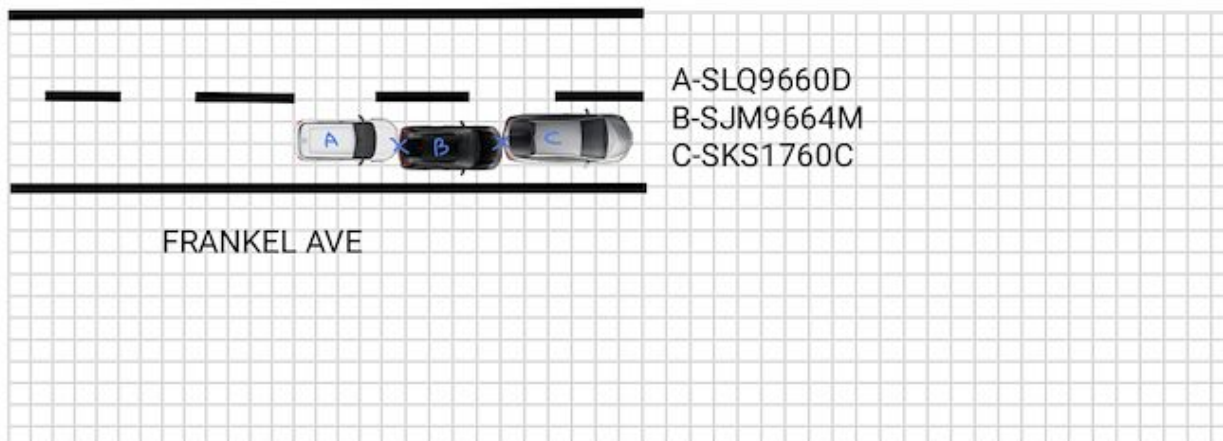 A-SLQ9660D
B-SJM9664M
C-SKS1760C
A
B
C
FRANKEL AVE